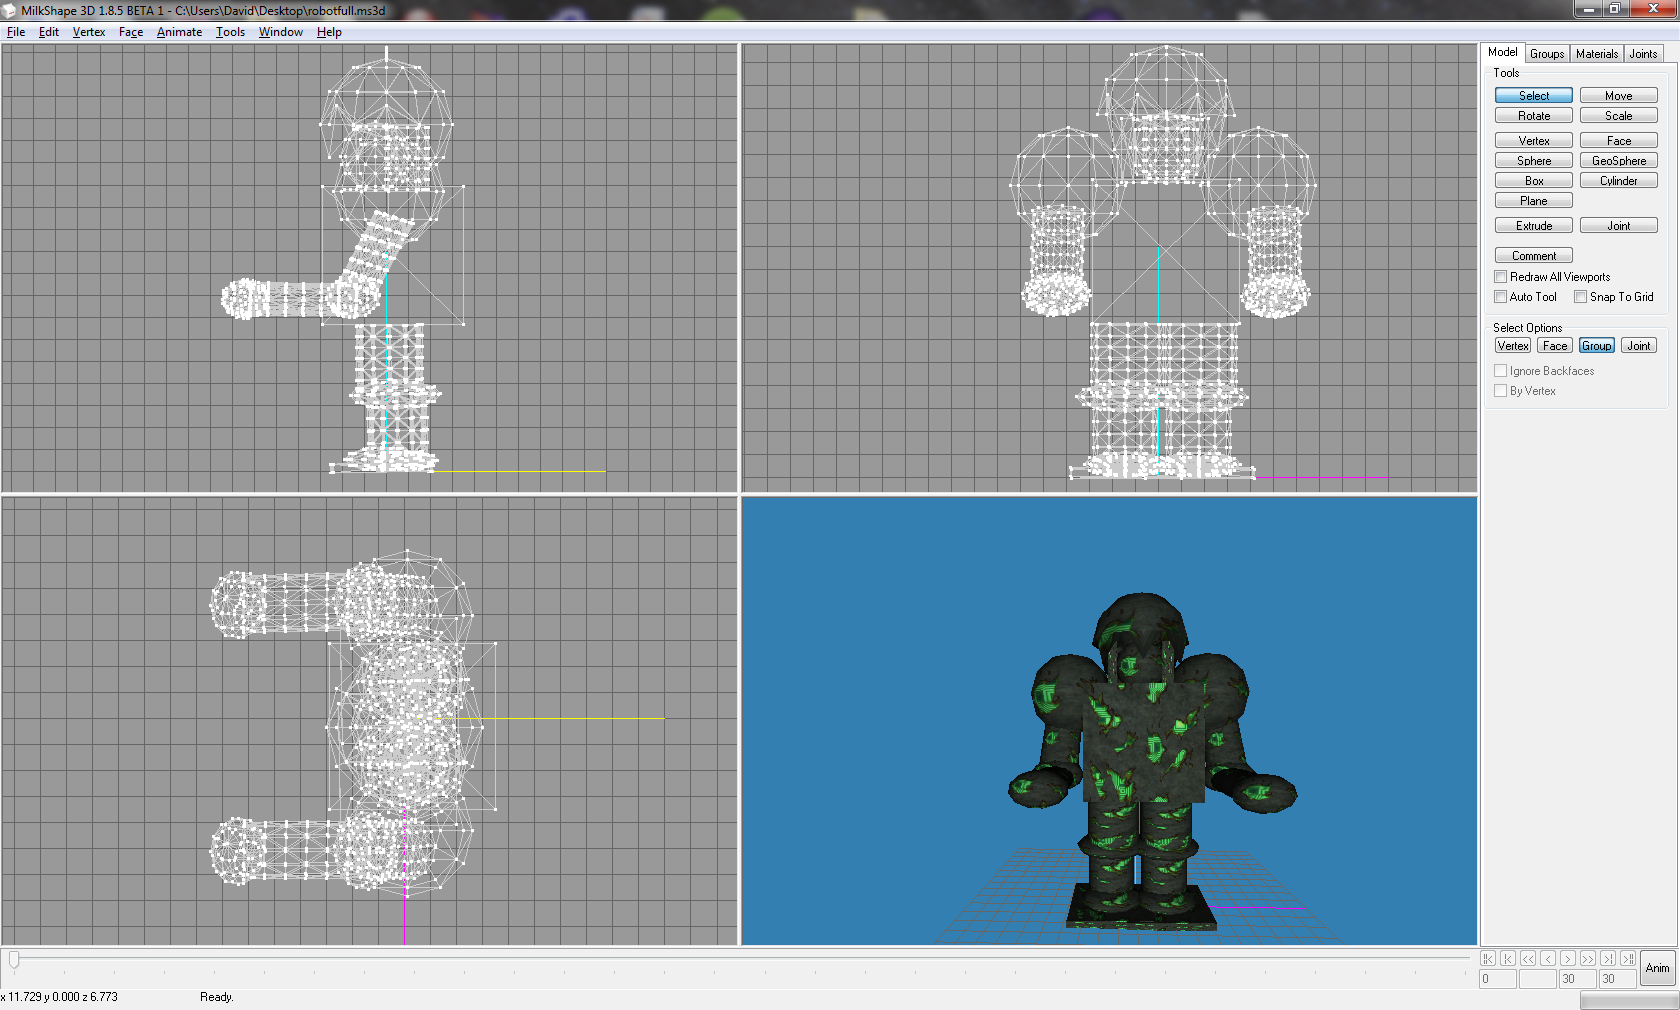 MilkShape 3D 1.8.5 BETA 1 - C:\Users\David\Desktop\robotfull.ms3d
File Edit Vertex Face Animate Tools Window Help
Model Groups Materials Joints
Tools
Select Move
Rotate Scale
Vertex Face
Sphere GeoSphere
Box Cylinder
Plane
Extrude Joint
Comment
Redraw All Viewports
Auto Tool Snap To Grid
Select Options
Vertex Face Group Joint
Ignore Backfaces
By Vertex
0 30 30 Anim
x 11.729 y 0.000 z 6.773 Ready.